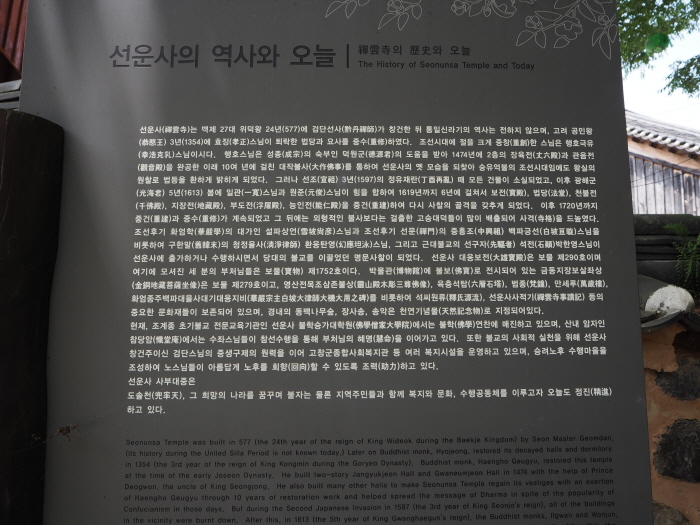 선운사의 역사와 오늘 | 禪雲寺의 歷史와 오늘
The History of Seonunsa Temple and Today
선운사(禪雲寺)는 백제 27대 위덕왕 24년(577)에 검단선사(黔丹禪師)가 창건한 뒤 통일신라기의 역사는 전하지 않으며, 고려 공민왕
(恭愍王) 3년(1354)에 효정(孝正)스님이 퇴락한 법당과 요사를 중수(重修)하였다. 조선시대에 절을 크게 중창(重創)한 스님은 행호극유
(幸浩克乳)스님이시다. 행호스님은 성종(成宗)의 숙부인 덕원군(德源君)의 도움을 받아 1474년에 2층의 장육전(丈六殿)과 관음전
(觀音殿)을 완공한 이래 10여 년에 걸친 대작불사(大作佛事)를 통하여 선운사의 옛 모습을 되찾아 숭유억불의 조선시대임에도 왕실의
원찰로 법등을 환하게 밝히게 되었다. 그러나 선조(宣祖) 3년(1597)의 정유재란(丁酉再亂) 때 모든 건물이 소실되었고, 이후 광해군
(光海君) 5년(1613) 봄에 일관(一寬)스님과 원준(元俊)스님이 힘을 합하여 1619년까지 6년에 걸쳐서 보전(寶殿), 법당(法堂), 천불전
(千佛殿), 지장전(地藏殿), 부도전(浮屠殿), 능인전(能仁殿)을 중건(重建)하여 다시 사찰의 골격을 갖추게 되었다. 이후 1720년까지
중건(重建)과 중수(重修)가 계속되었고 그 뒤에는 외형적인 불사보다는 걸출한 고승대덕들이 많이 배출되어 사격(寺格)을 드높였다.
조선후기 화엄학(華嚴學)의 대가인 설파상언(雪坡尙彦)스님과 조선후기 선문(禪門)의 중흥조(中興祖) 백파긍선(白坡亘璇)스님을
비롯하여 구한말(舊韓末)의 청정율사(淸淨律師) 환응탄영(幻應坦泳)스님, 그리고 근대불교의 선구자(先驅者) 석전(石顚)박한영스님이
선운사에 출가하거나 수행하시면서 당대의 불교를 이끌었던 명문사찰이 되었다. 선운사 대웅보전(大雄寶殿)은 보물 제290호이며
여기에 모셔진 세 분의 부처님들은 보물(寶物) 제1752호이다. 박물관(博物館)에 불보(佛寶)로 전시되어 있는 금동지장보살좌상
(金銅地藏菩薩坐像)은 보물 제279호이고, 영산전목조삼존불상(靈山殿木彫三尊佛像), 육층석탑(六層石塔), 범종(梵鐘), 만세루(萬歲樓),
화엄종주백파대율사대기대용지비(華嚴宗主白坡大律師大機大用之碑)를 비롯하여 석씨원류(釋氏源流), 선운사사적기(禪雲寺事蹟記) 등의
중요한 문화재들이 보존되어 있으며, 경내의 동백나무숲, 장사송, 송악은 천연기념물(天然記念物)로 지정되어있다.
현재, 조계종 초기불교 전문교육기관인 선운사 불학승가대학원(佛學僧家大學院)에서는 불학(佛學)연찬에 매진하고 있으며, 산내 암자인
참당암(懺堂庵)에서는 수좌스님들이 참선수행을 통해 부처님의 혜명(慧命)을 이어가고 있다. 또한 불교의 사회적 실천을 위해 선운사
창건주이신 검단스님의 중생구제의 원력을 이어 고창군종합사회복지관 등 여러 복지시설을 운영하고 있으며, 승려노후 수행마을을
조성하여 노스님들이 아름답게 노후를 회향(回向)할 수 있도록 조력(助力)하고 있다.
선운사 사부대중은
도솔천(兜率天), 그 희망의 나라를 꿈꾸며 불자는 물론 지역주민들과 함께 복지와 문화, 수행공동체를 이루고자 오늘도 정진(精進)
하고 있다.
Seonunsa Temple was built in 577 (the 24th year of the reign of King Wideok during the Baekje Kingdom) by Seon Master Geomdan,
(its history during the United Silla Period is not known today.) Later on Buddhist monk, Hyojeong, restored its decayed halls and dormitory
in 1354 (the 3rd year of the reign of King Kongmin during the Goryeo Dynasty). Buddhist monk, Haengho Geugyu, restored this temple
at the time of the early Joseon Dynasty. He built two-story Jangyukjeon Hall and Gwaneumjeon Hall in 1474 with the help of Prince
Deogwon, the uncle of King Seongjong. He also built many other halls to make Seonunsa Temple regain its vestiges with an exertion
of Haengho Geugyu through 10 years of restoration work and helped spread the message of Dharma in spite of the popularity of
Confucianism in those days. But during the Second Japanese Invasion in 1597 (the 3rd year of King Seonjo's reign), all of the buildings
in the vicinity were burnt down. After this, in 1613 (the 5th year of King Gwanghaegun's reign), the Buddhist monks, Ilgwan and Wonjun,